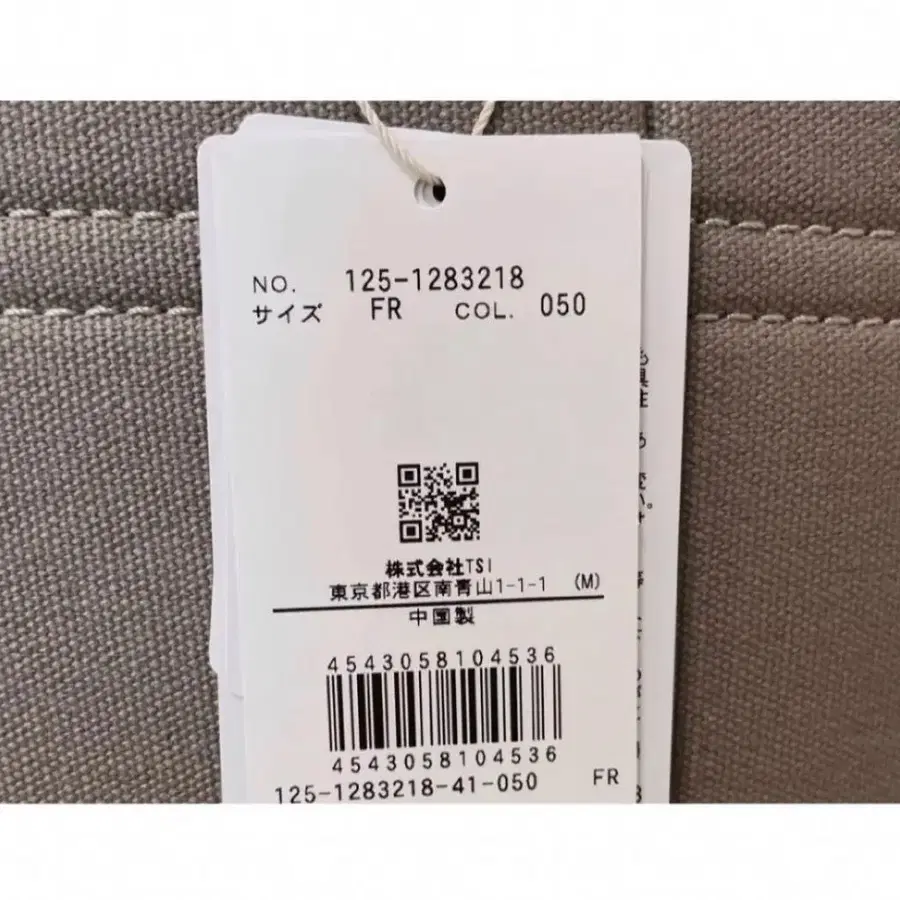 NO. 125-1283218
サイズ FR COL. 050
株式会社TSI
東京都港区南青山1-1-1 (M)
中国製
4543058104536
4543058104536
125-1283218-41-050 FR